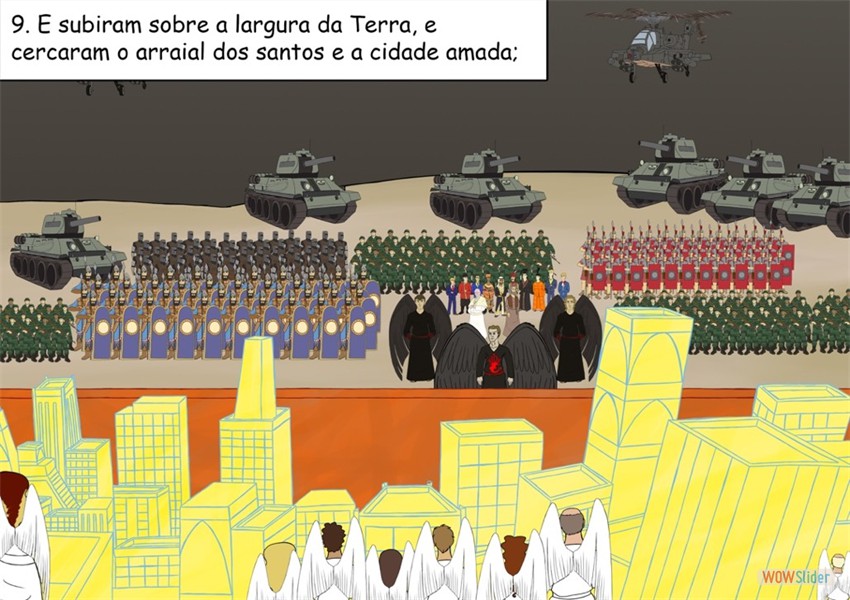 9. E subiram sobre a largura da Terra, e
cercaram o arraial dos santos e a cidade amada;
WOWSlider